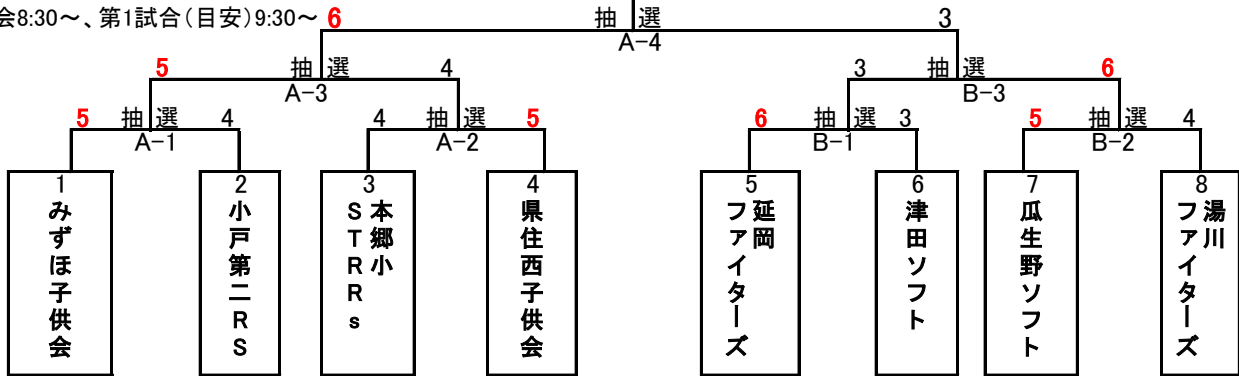 会8:30～、第1試合(目安)9:30～ 6 抽選 3
A-4
5 抽選 4 3 抽選 6
A-3 B-3
5 抽選 4 4 抽選 5 6 抽選 3 5 抽選 4
A-1 A-2 B-1 B-2
1 2 3 4 5 6 7 8
みずほ子供会
小戸第二RS
本郷小
STRRs
県住西子供会
延岡
ファイターズ
津田ソフト
瓜生野ソフト
湯川
ファイターズ